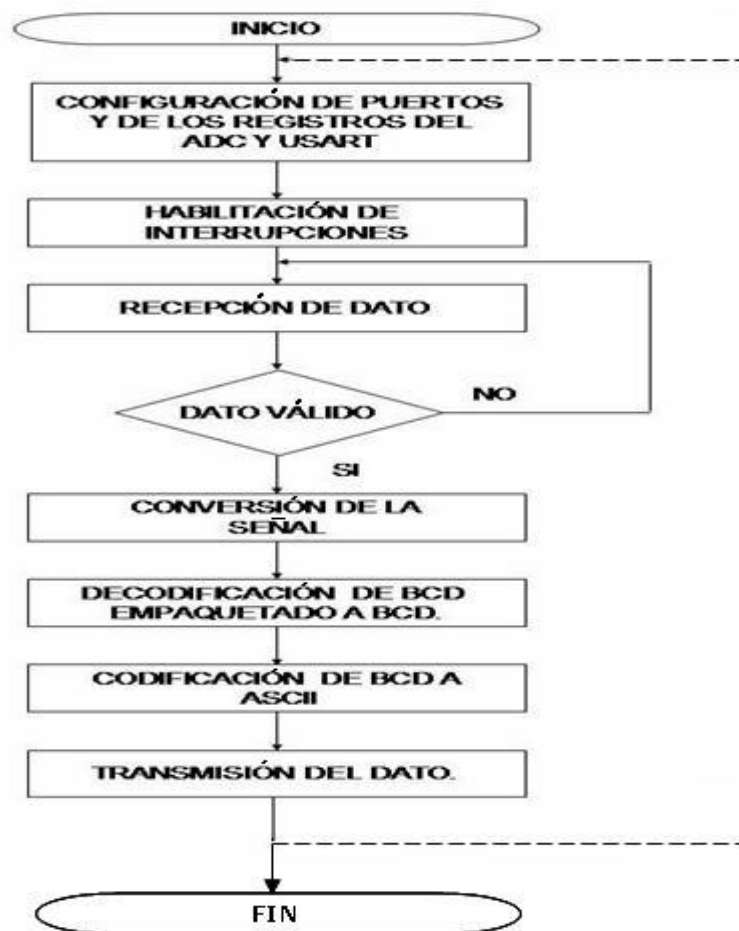 INICIO
CONFIGURACIÓN DE PUERTOS
Y DE LOS REGISTROS DEL
ADC Y USART
HABILITACIÓN DE
INTERRUPCIONES
RECEPCIÓN DE DATO
DATO VÁLIDO
NO
SI
CONVERSIÓN DE LA
SEÑAL
DECODIFICACIÓN DE BCD
EMPAQUETADO A BCD.
CODIFICACIÓN DE BCD A
ASCII
TRANSMISIÓN DEL DATO.
FIN